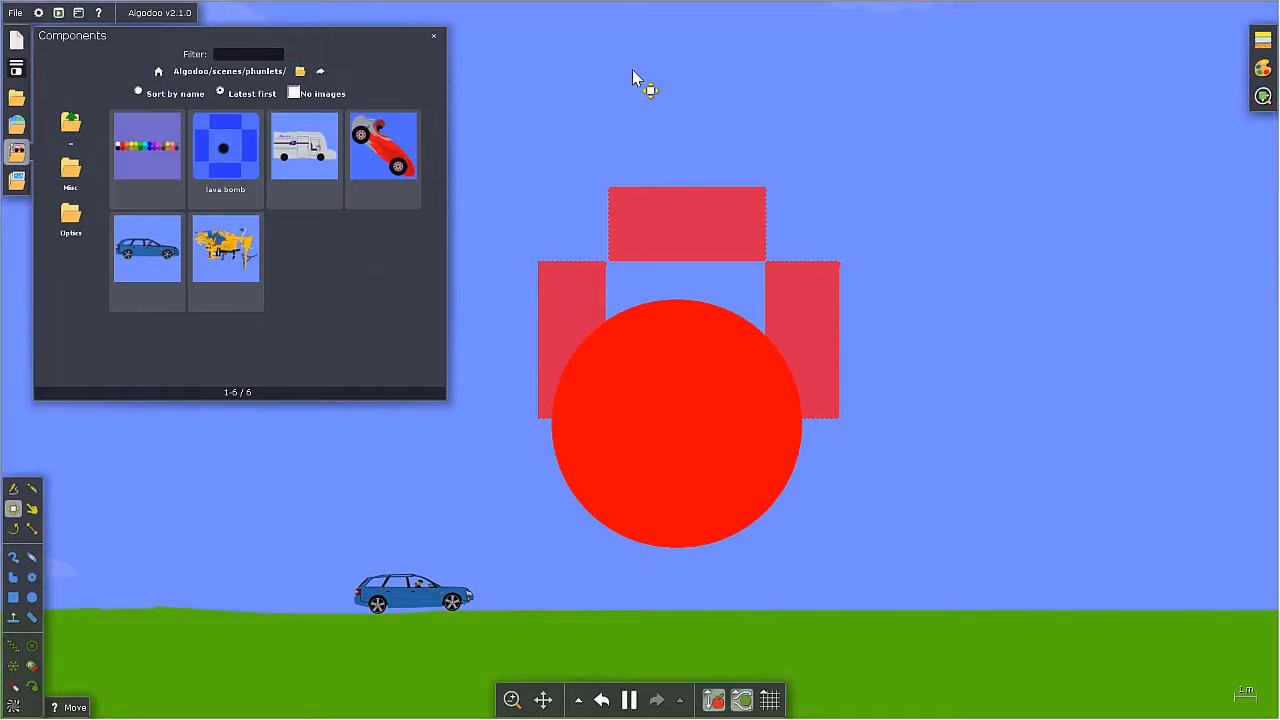 File ? Algodoo v2.1.0
Components ×
Filter:
Algodoo/scenes/phunlets/
Sort by name Latest first No images
..
Misc
lava bomb
Optics
1-6 / 6
1 m
? Move